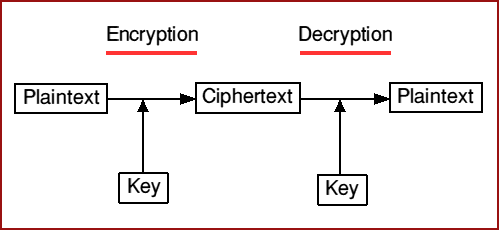 Encryption
Decryption
Plaintext
Ciphertext
Plaintext
Key
Key